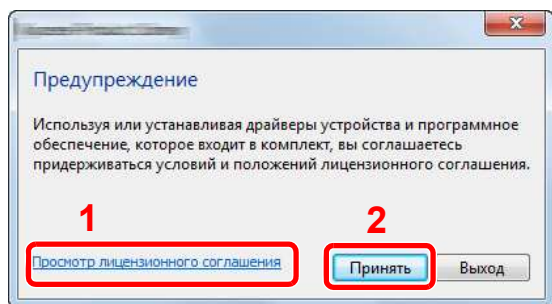 Предупреждение
Используя или устанавливая драйверы устройства и программное
обеспечение, которое входит в комплект, вы соглашаетесь
придерживаться условий и положений лицензионного соглашения.
1
2
Просмотр лицензионного соглашения
Принять
Выход